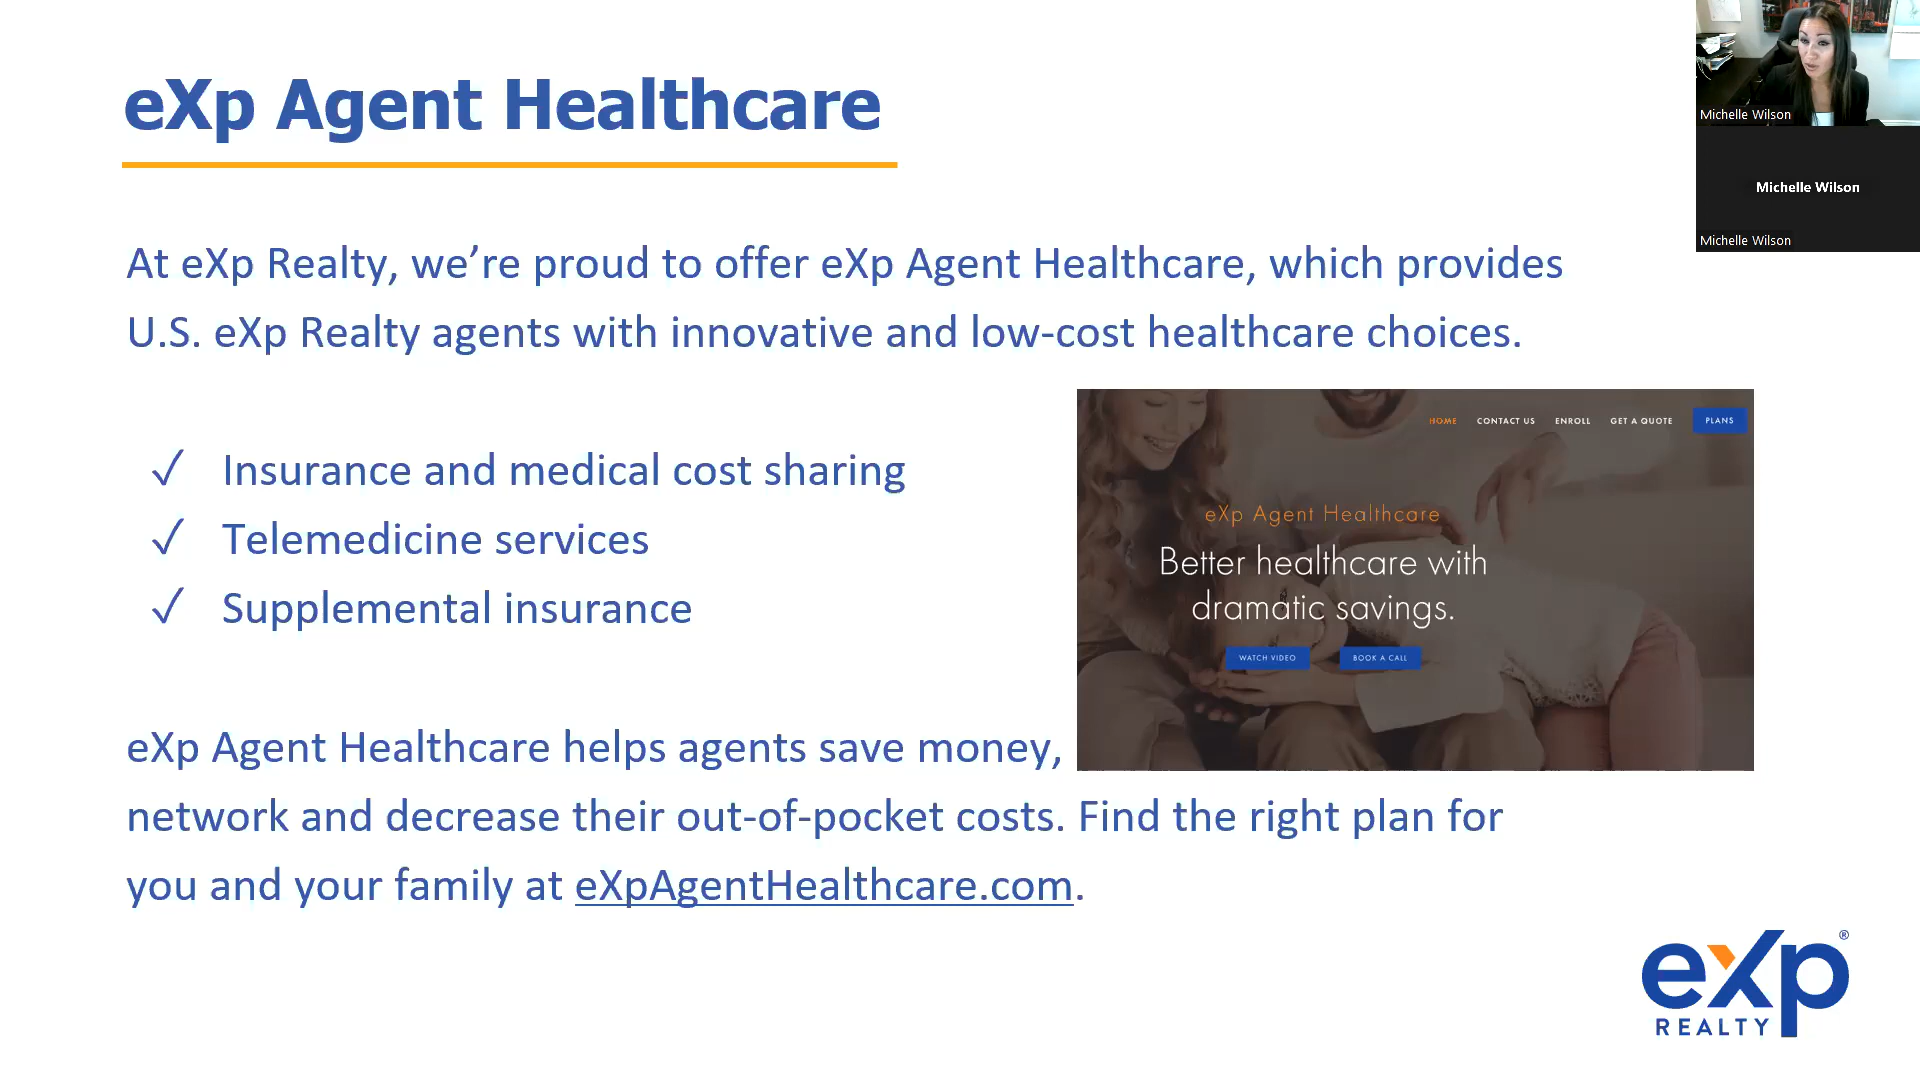 eXp Agent Healthcare
At eXp Realty, we’re proud to offer eXp Agent Healthcare, which provides
U.S. eXp Realty agents with innovative and low-cost healthcare choices.
✓ Insurance and medical cost sharing
✓ Telemedicine services
✓ Supplemental insurance
eXp Agent Healthcare helps agents save money,
network and decrease their out-of-pocket costs. Find the right plan for
you and your family at eXpAgentHealthcare.com.
HOME CONTACT US ENROLL GET A QUOTE PLANS
eXp Agent Healthcare
Better healthcare with
dramatic savings.
WATCH VIDEO BOOK A CALL
Michelle Wilson
Michelle Wilson
Michelle Wilson
eXp®
REALTY